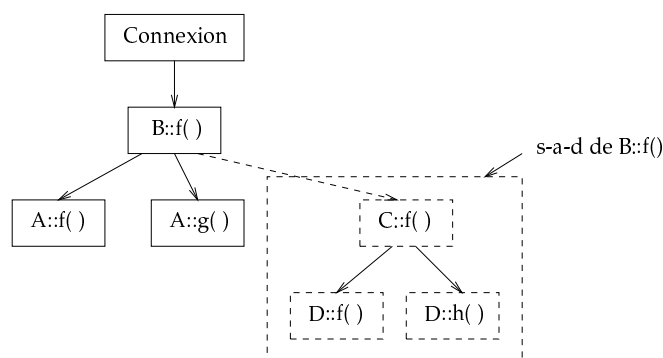 Connexion
B::f( )
s-a-d de B::f()
A::f( )
A::g( )
C::f( )
D::f( )
D::h( )